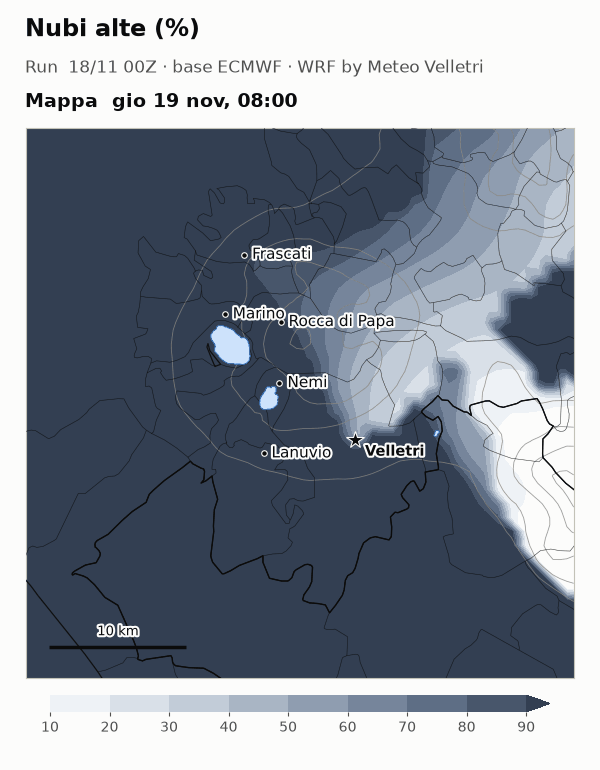 Nubi alte (%)
Run 18/11 00Z · base ECMWF · WRF by Meteo Velletri
Mappa gio 19 nov, 08:00
Frascati
Marino
Rocca di Papa
Nemi
Velletri
Lanuvio
10 km
10 20 30 40 50 60 70 80 90